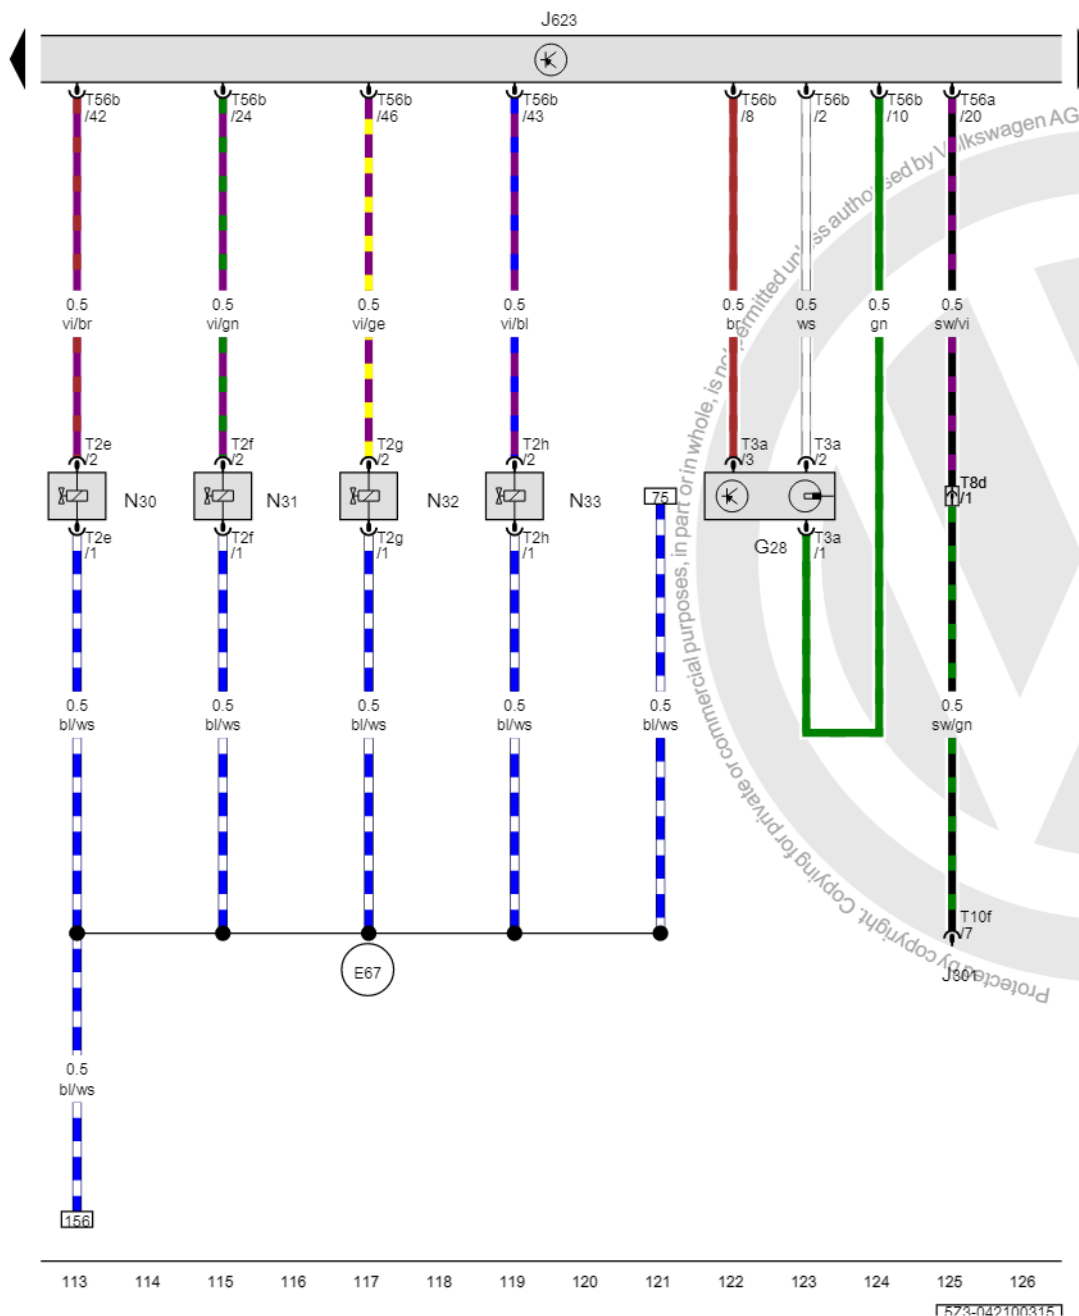 J623
T56b
/42
T56b
/24
T56b
/46
T56b
/43
T56b
/8
T56b
/2
T56b
/10
T56a
/20
0.5
vi/br
0.5
vi/gn
0.5
vi/ge
0.5
vi/bl
0.5
br
0.5
ws
0.5
gn
0.5
sw/vi
T2e
/2
T2f
/2
T2g
/2
T2h
/2
T3a
/3
T3a
/2
T8d
/1
N30
N31
N32
N33
75
G28
T2e
/1
T2f
/1
T2g
/1
T2h
/1
T3a
/1
0.5
bl/ws
0.5
bl/ws
0.5
bl/ws
0.5
bl/ws
0.5
bl/ws
0.5
sw/gn
T10f
/7
J301
E67
0.5
bl/ws
156
113 114 115 116 117 118 119 120 121 122 123 124 125 126
5Z3-042100315
Protected by copyright. Copying for private or commercial purposes, in part or in whole, is not permitted unless authorised by Volkswagen AG